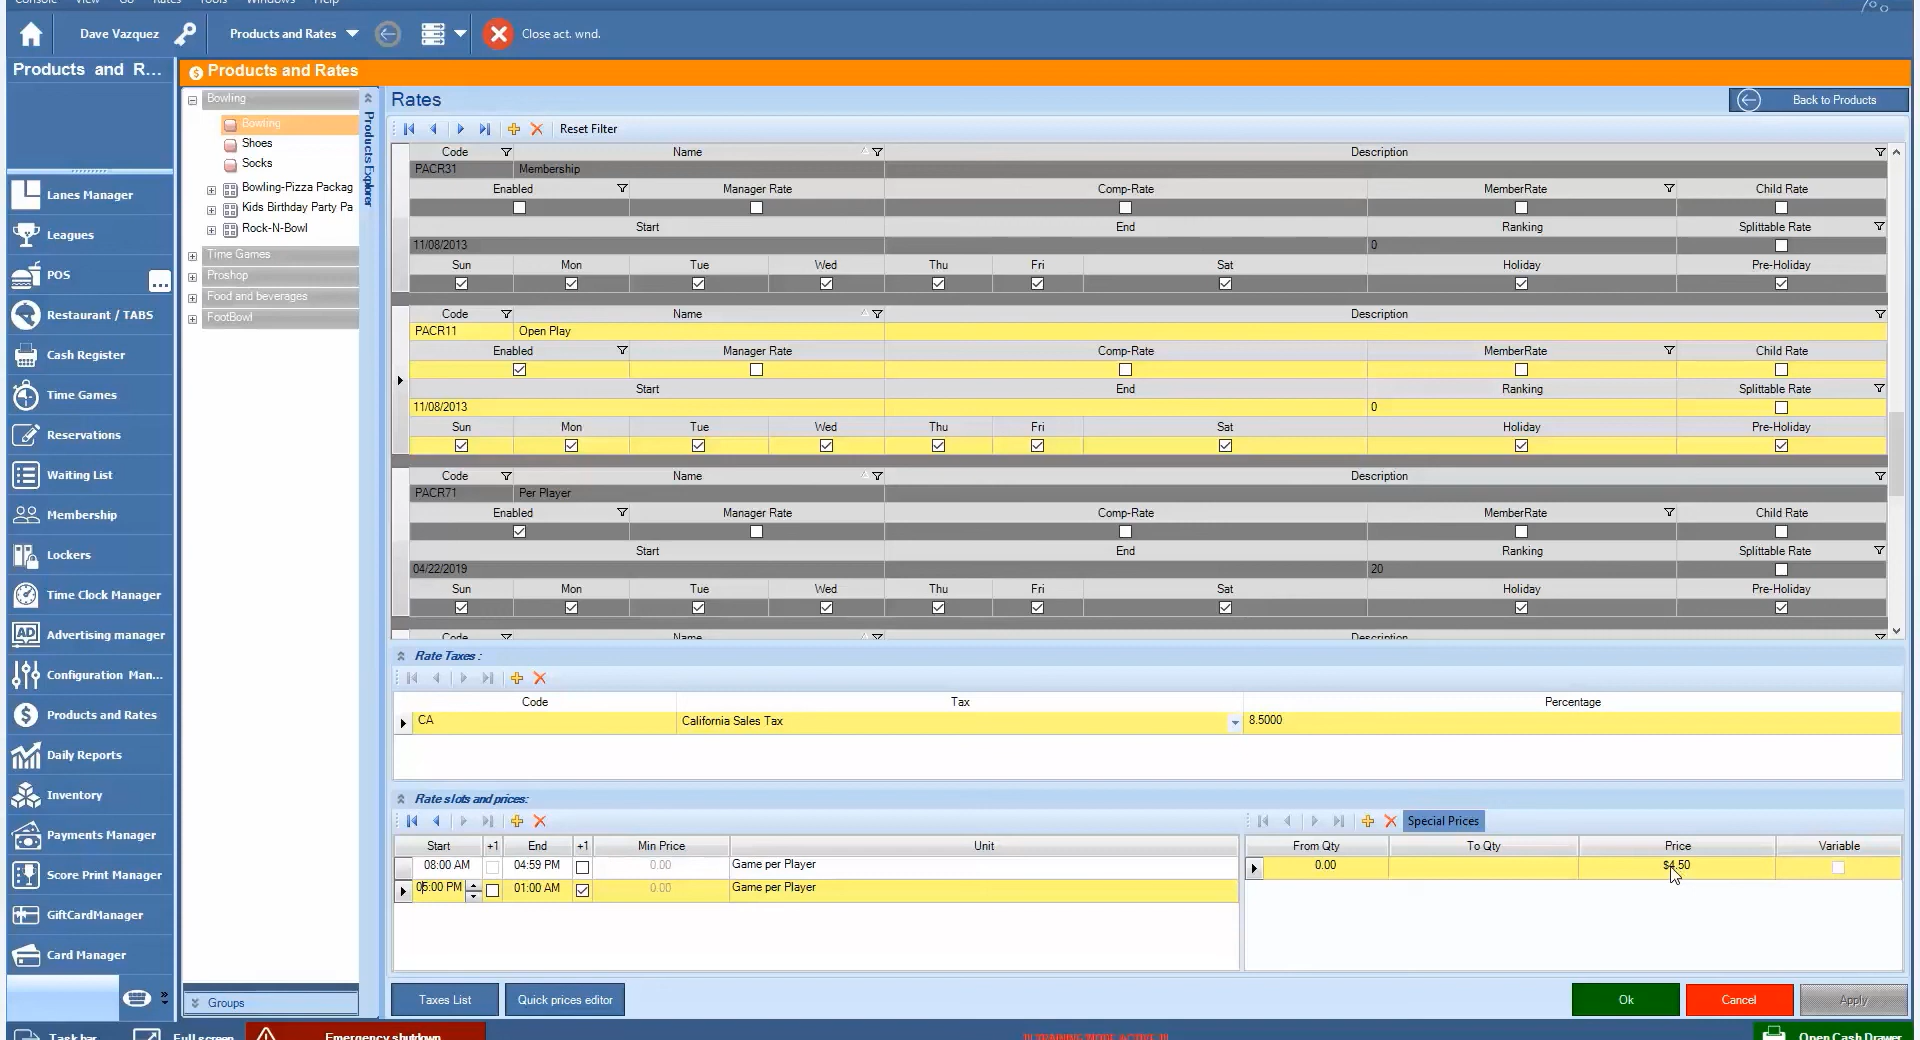 Console View Go Rates Tools Windows Help
Dave Vazquez Products and Rates Close act. wnd.
Products and R...
Products and Rates
Lanes Manager
Leagues
POS
...
Restaurant / TABS
Cash Register
Time Games
Reservations
Waiting List
Membership
Lockers
Time Clock Manager
Advertising manager
Configuration Man...
Products and Rates
Daily Reports
Inventory
Payments Manager
Score Print Manager
GiftCardManager
Card Manager
Bowling
Bowling
Shoes
Socks
Bowling-Pizza Packag
Kids Birthday Party Pa
Rock-N-Bowl
Time Games
Proshop
Food and beverages
FootBowl
Groups
Products Explorer
Rates
Back to Products
Reset Filter
Code Name Description
PACR31 Membership
Enabled Manager Rate Comp-Rate MemberRate Child Rate
Start End Ranking Splittable Rate
11/08/2013 0
Sun Mon Tue Wed Thu Fri Sat Holiday Pre-Holiday
Code Name Description
PACR11 Open Play
Enabled Manager Rate Comp-Rate MemberRate Child Rate
Start End Ranking Splittable Rate
11/08/2013 0
Sun Mon Tue Wed Thu Fri Sat Holiday Pre-Holiday
Code Name Description
PACR71 Per Player
Enabled Manager Rate Comp-Rate MemberRate Child Rate
Start End Ranking Splittable Rate
04/22/2019 20
Sun Mon Tue Wed Thu Fri Sat Holiday Pre-Holiday
Code Name Description
Rate Taxes :
Code Tax Percentage
CA California Sales Tax 8.5000
Rate slots and prices:
Start +1 End +1 Min Price Unit
08:00 AM 04:59 PM 0.00 Game per Player
05:00 PM 01:00 AM 0.00 Game per Player
Special Prices
From Qty To Qty Price Variable
0.00 $4.50
Taxes List Quick prices editor Ok Cancel Apply
Task bar Full screen Emergency shutdown Open Cash Drawer